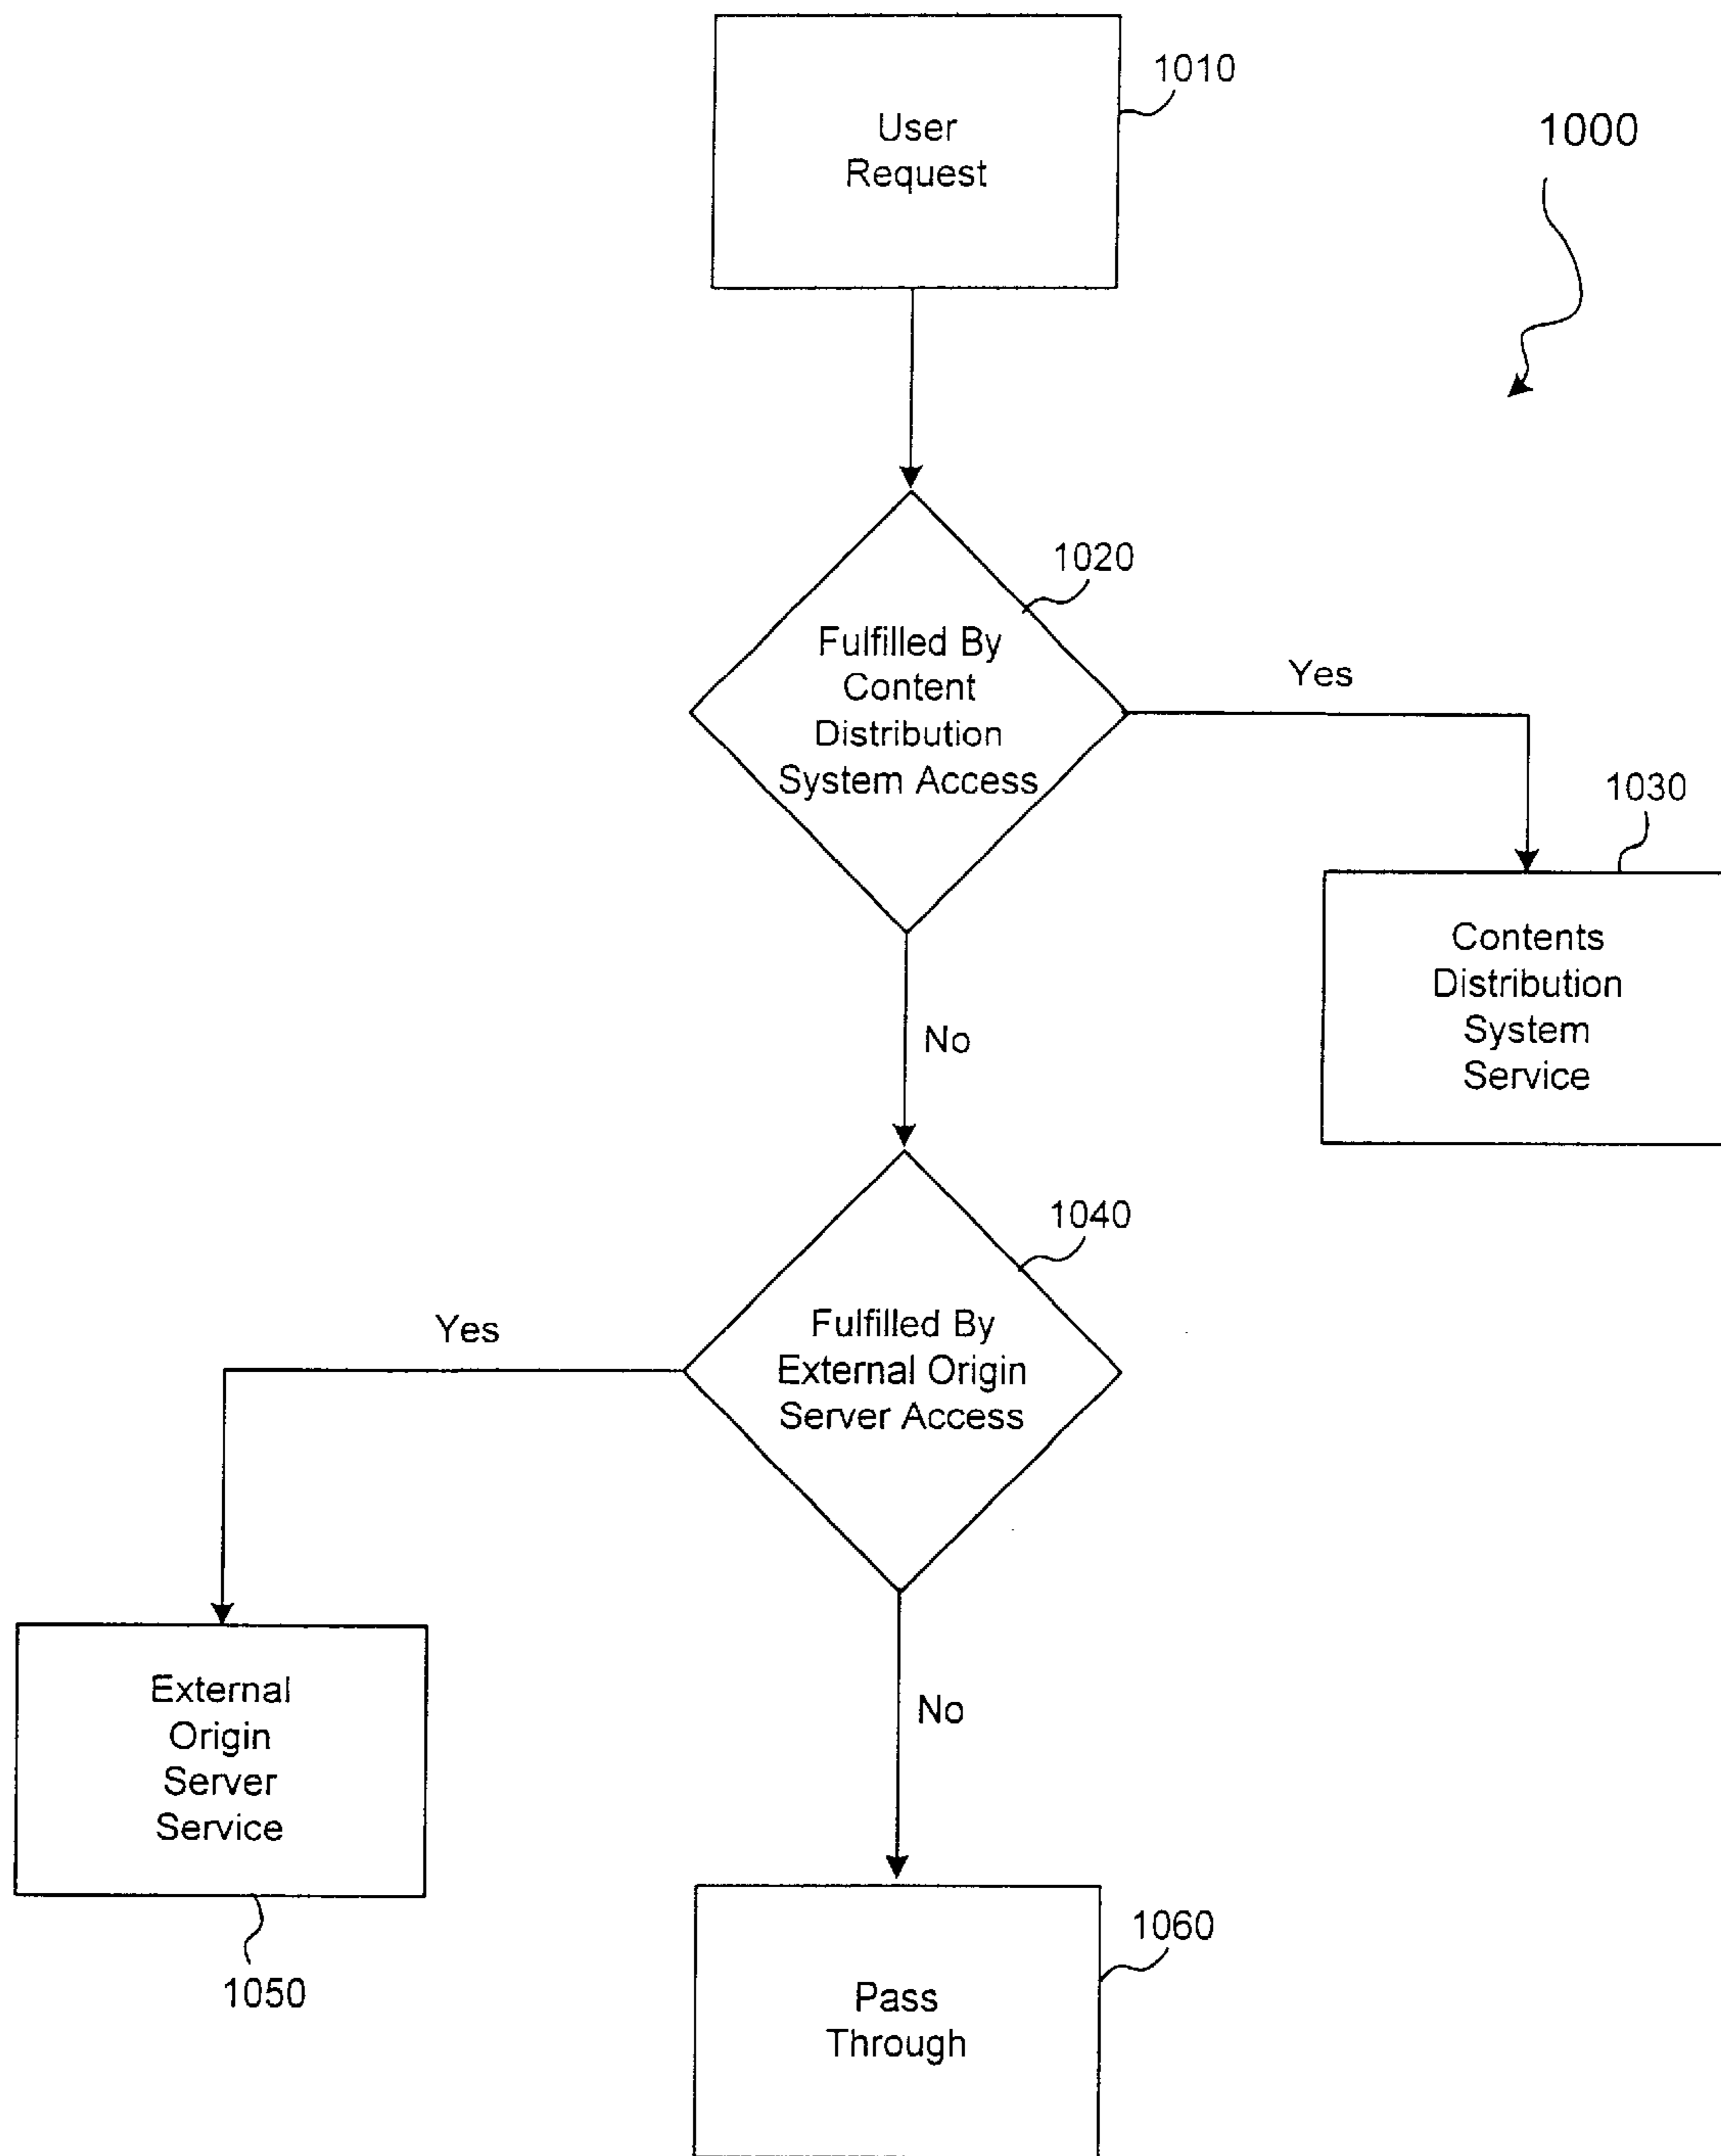 User
Request
1010
1000
Fulfilled By
Content
Distribution
System Access
1020
Yes
1030
Contents
Distribution
System
Service
No
1040
Fulfilled By
External Origin
Server Access
Yes
External
Origin
Server
Service
1050
No
1060
Pass
Through